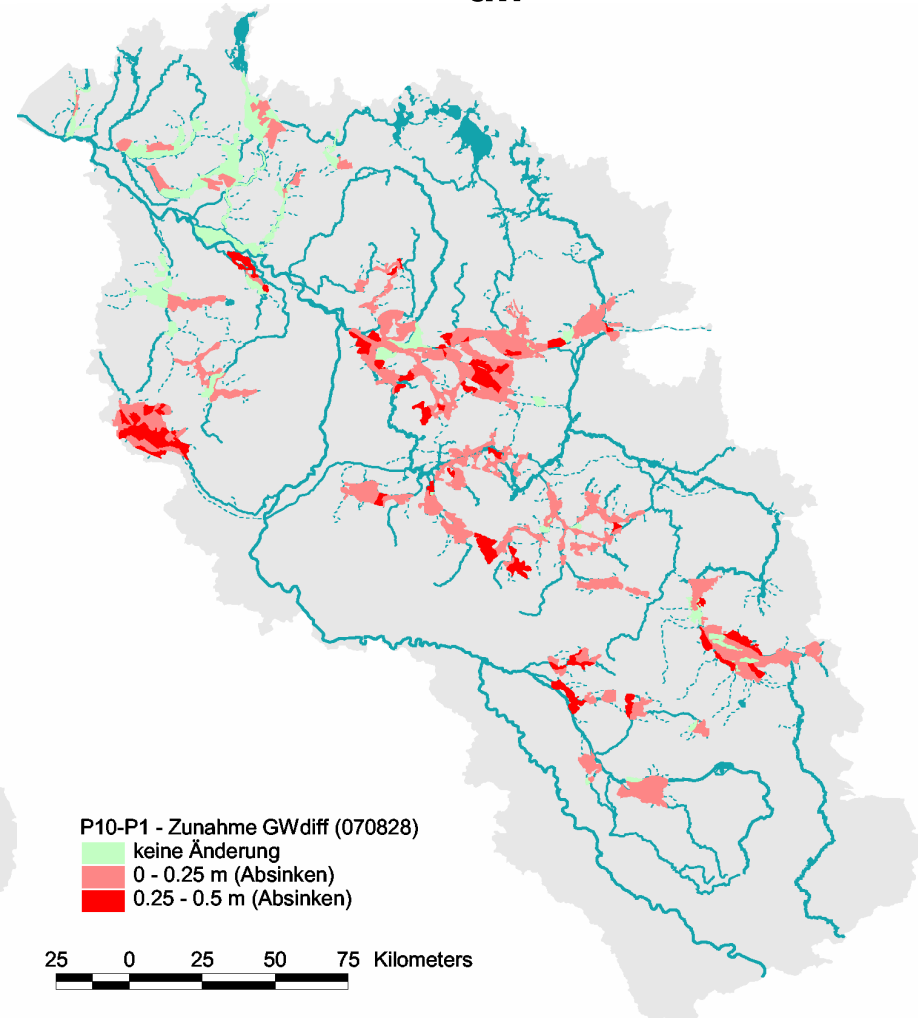 P10-P1 - Zunahme GWdiff (070828)
keine Änderung
0 - 0.25 m (Absinken)
0.25 - 0.5 m (Absinken)
25 0 25 50 75 Kilometers